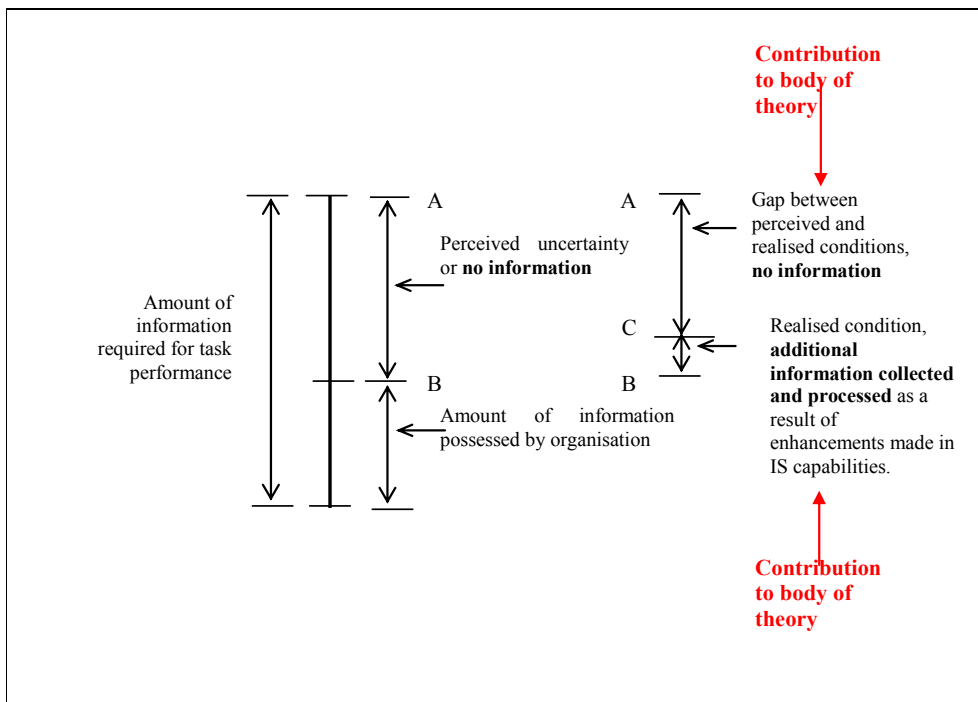 Contribution
to body of
theory
A
Perceived uncertainty
or no information
A
Gap between
perceived and
realised conditions,
no information
Amount of
information
required for task
performance
C
Realised condition,
additional
information collected
and processed as a
result of
enhancements made in
IS capabilities.
B
Amount of information
possessed by organisation
B
Contribution
to body of
theory